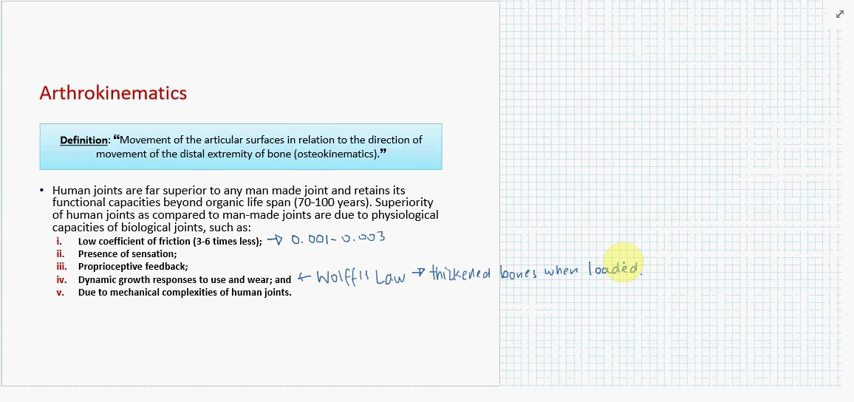 Arthrokinematics
Definition: “Movement of the articular surfaces in relation to the direction of
movement of the distal extremity of bone (osteokinematics).”
• Human joints are far superior to any man made joint and retains its
functional capacities beyond organic life span (70-100 years). Superiority
of human joints as compared to man-made joints are due to physiological
capacities of biological joints, such as:
i. Low coefficient of friction (3-6 times less); → 0.001-0.003
ii. Presence of sensation;
iii. Proprioceptive feedback;
iv. Dynamic growth responses to use and wear; and ← Wolff'l Law → thickened bones when loaded.
v. Due to mechanical complexities of human joints.